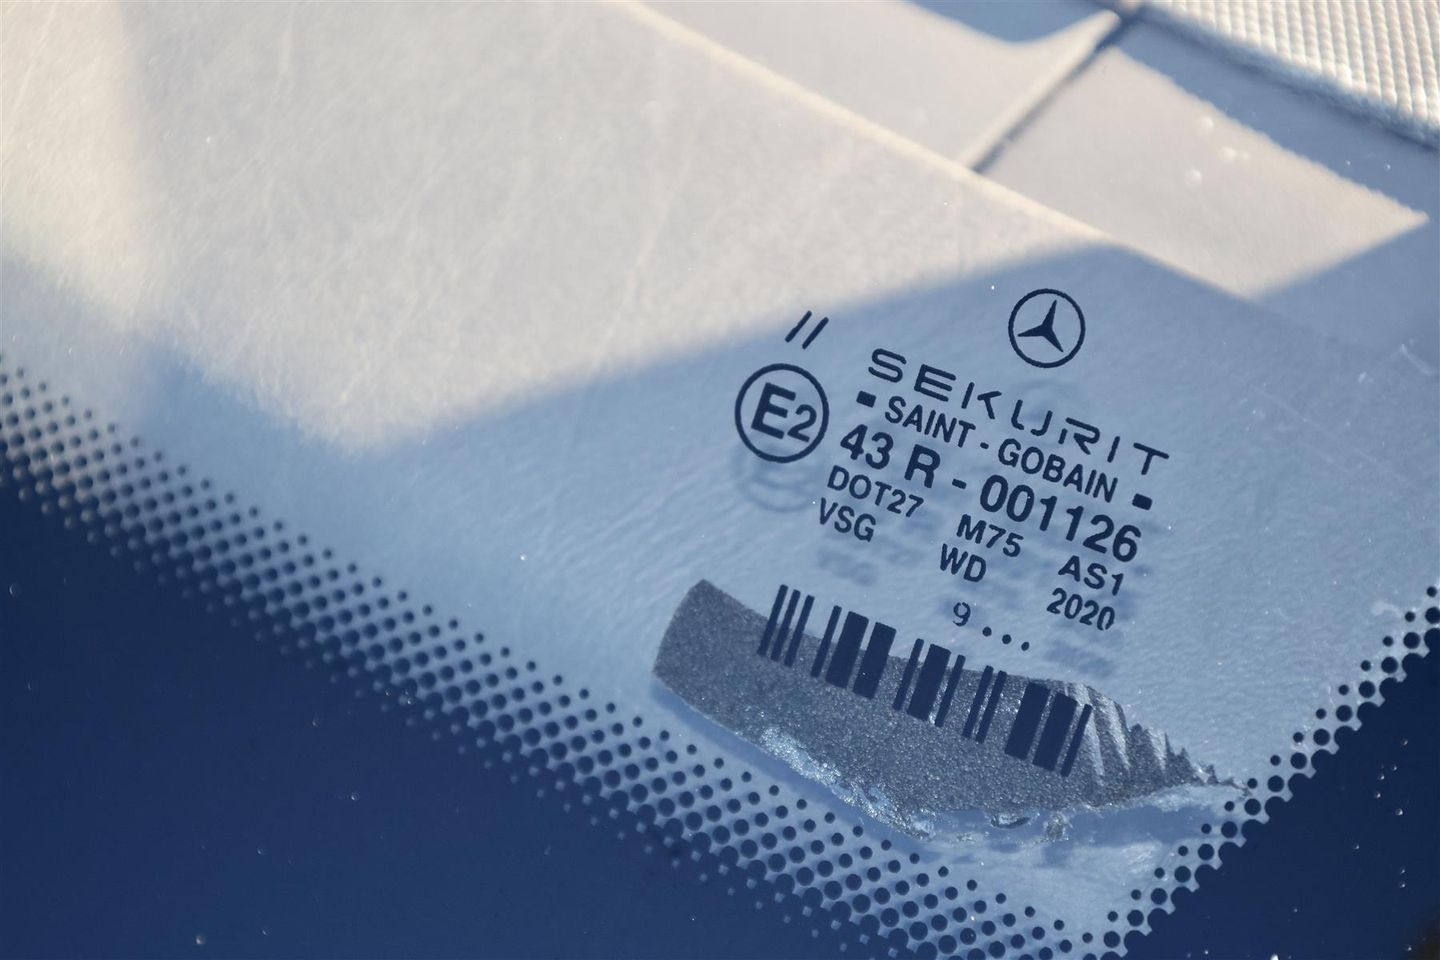 //
SEKURIT
▪ SAINT - GOBAIN ▪
E2 43 R - 001126
DOT27 M75 AS1
VSG WD 2020
9...